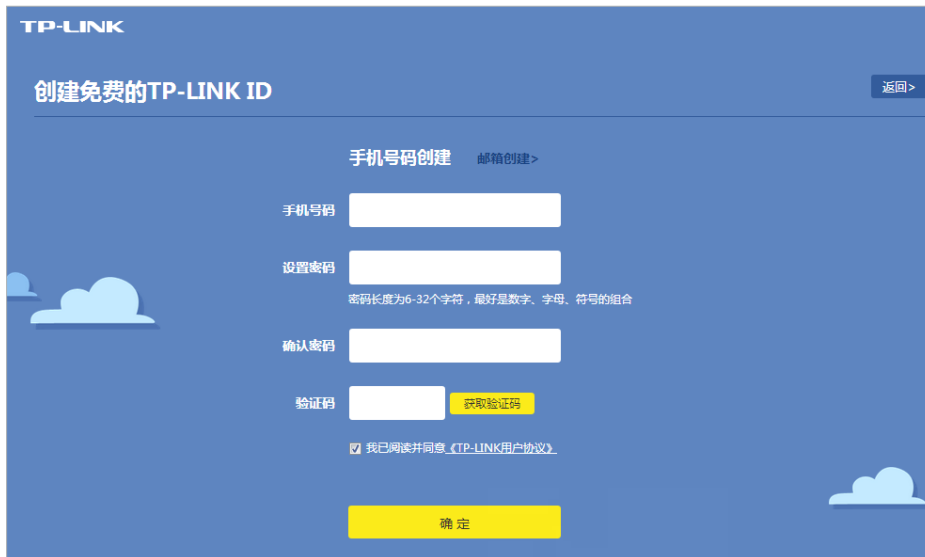 TP-LINK
创建免费的TP-LINK ID
返回>
手机号码创建 邮箱创建>
手机号码
设置密码
密码长度为6-32个字符，最好是数字、字母、符号的组合
确认密码
验证码 获取验证码
我已阅读并同意《TP-LINK用户协议》
确 定